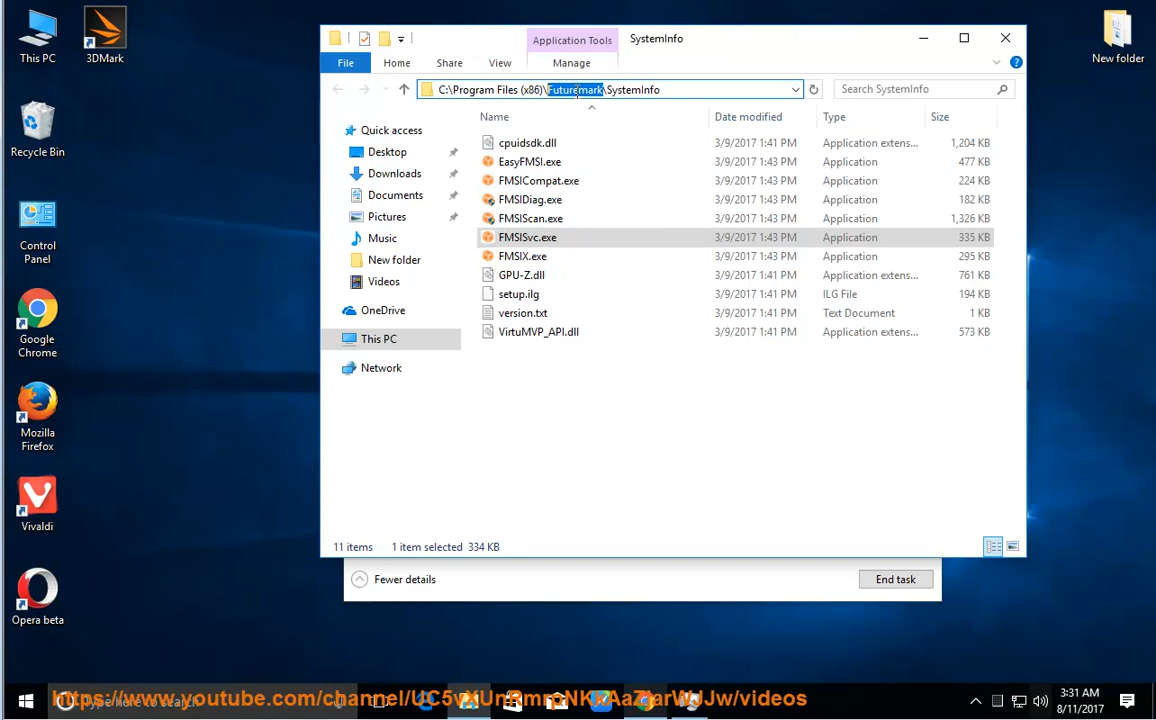 This PC
3DMark
Recycle Bin
Control
Panel
Google
Chrome
Mozilla
Firefox
Vivaldi
Opera beta
New folder
Application Tools
SystemInfo
File
Home
Share
View
Manage
C:\Program Files (x86)\Futuremark\SystemInfo
Search SystemInfo
Quick access
Desktop
Downloads
Documents
Pictures
Music
New folder
Videos
OneDrive
This PC
Network
Name Date modified Type Size
cpuidsdk.dll 3/9/2017 1:41 PM Application extens... 1,204 KB
EasyFMSI.exe 3/9/2017 1:43 PM Application 477 KB
FMSICompat.exe 3/9/2017 1:43 PM Application 224 KB
FMSIDiag.exe 3/9/2017 1:43 PM Application 182 KB
FMSIScan.exe 3/9/2017 1:43 PM Application 1,326 KB
FMSISvc.exe 3/9/2017 1:43 PM Application 335 KB
FMSIX.exe 3/9/2017 1:43 PM Application 295 KB
GPU-Z.dll 3/9/2017 1:41 PM Application extens... 761 KB
setup.ilg 3/9/2017 1:41 PM ILG File 194 KB
version.txt 3/9/2017 1:41 PM Text Document 1 KB
VirtuMVP_API.dll 3/9/2017 1:41 PM Application extens... 573 KB
11 items 1 item selected 334 KB
Fewer details
End task
Type here to search
3:31 AM
8/11/2017